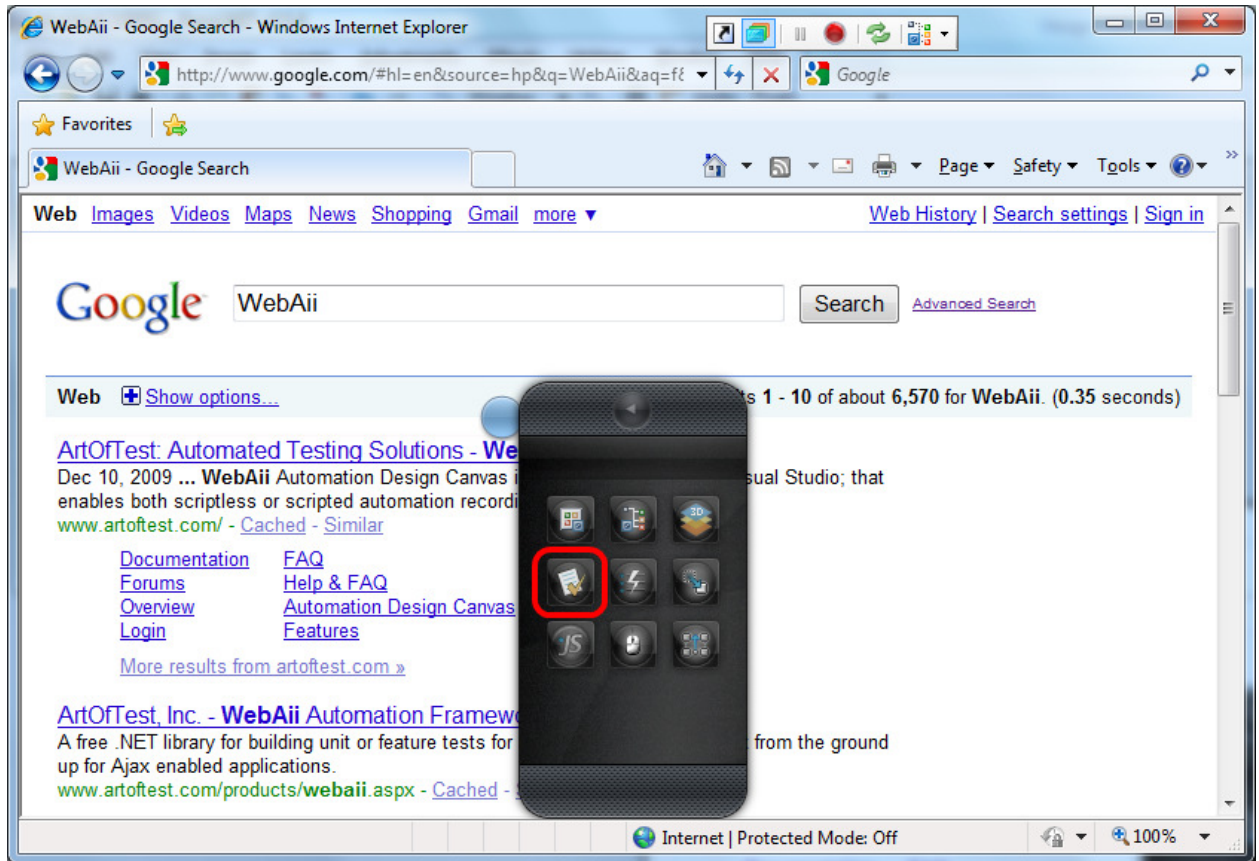 WebAii - Google Search - Windows Internet Explorer
http://www.google.com/#hl=en&source=hp&q=WebAii&aq=f&
Google
Favorites
WebAii - Google Search
Page Safety Tools
Web Images Videos Maps News Shopping Gmail more ▼ Web History | Search settings | Sign in
Google WebAii Search Advanced Search
Web Show options... 1 - 10 of about 6,570 for WebAii. (0.35 seconds)
ArtOfTest: Automated Testing Solutions - We
Dec 10, 2009 ... WebAii Automation Design Canvas i sual Studio; that
enables both scriptless or scripted automation recordi
www.artoftest.com/ - Cached - Similar
3D
Documentation FAQ
Forums Help & FAQ
Overview Automation Design Canvas
Login Features
JS
More results from artoftest.com »
ArtOfTest, Inc. - WebAii Automation Framew
A free .NET library for building unit or feature tests for from the ground
up for Ajax enabled applications.
www.artoftest.com/products/webaii.aspx - Cached -
Internet | Protected Mode: Off 100%